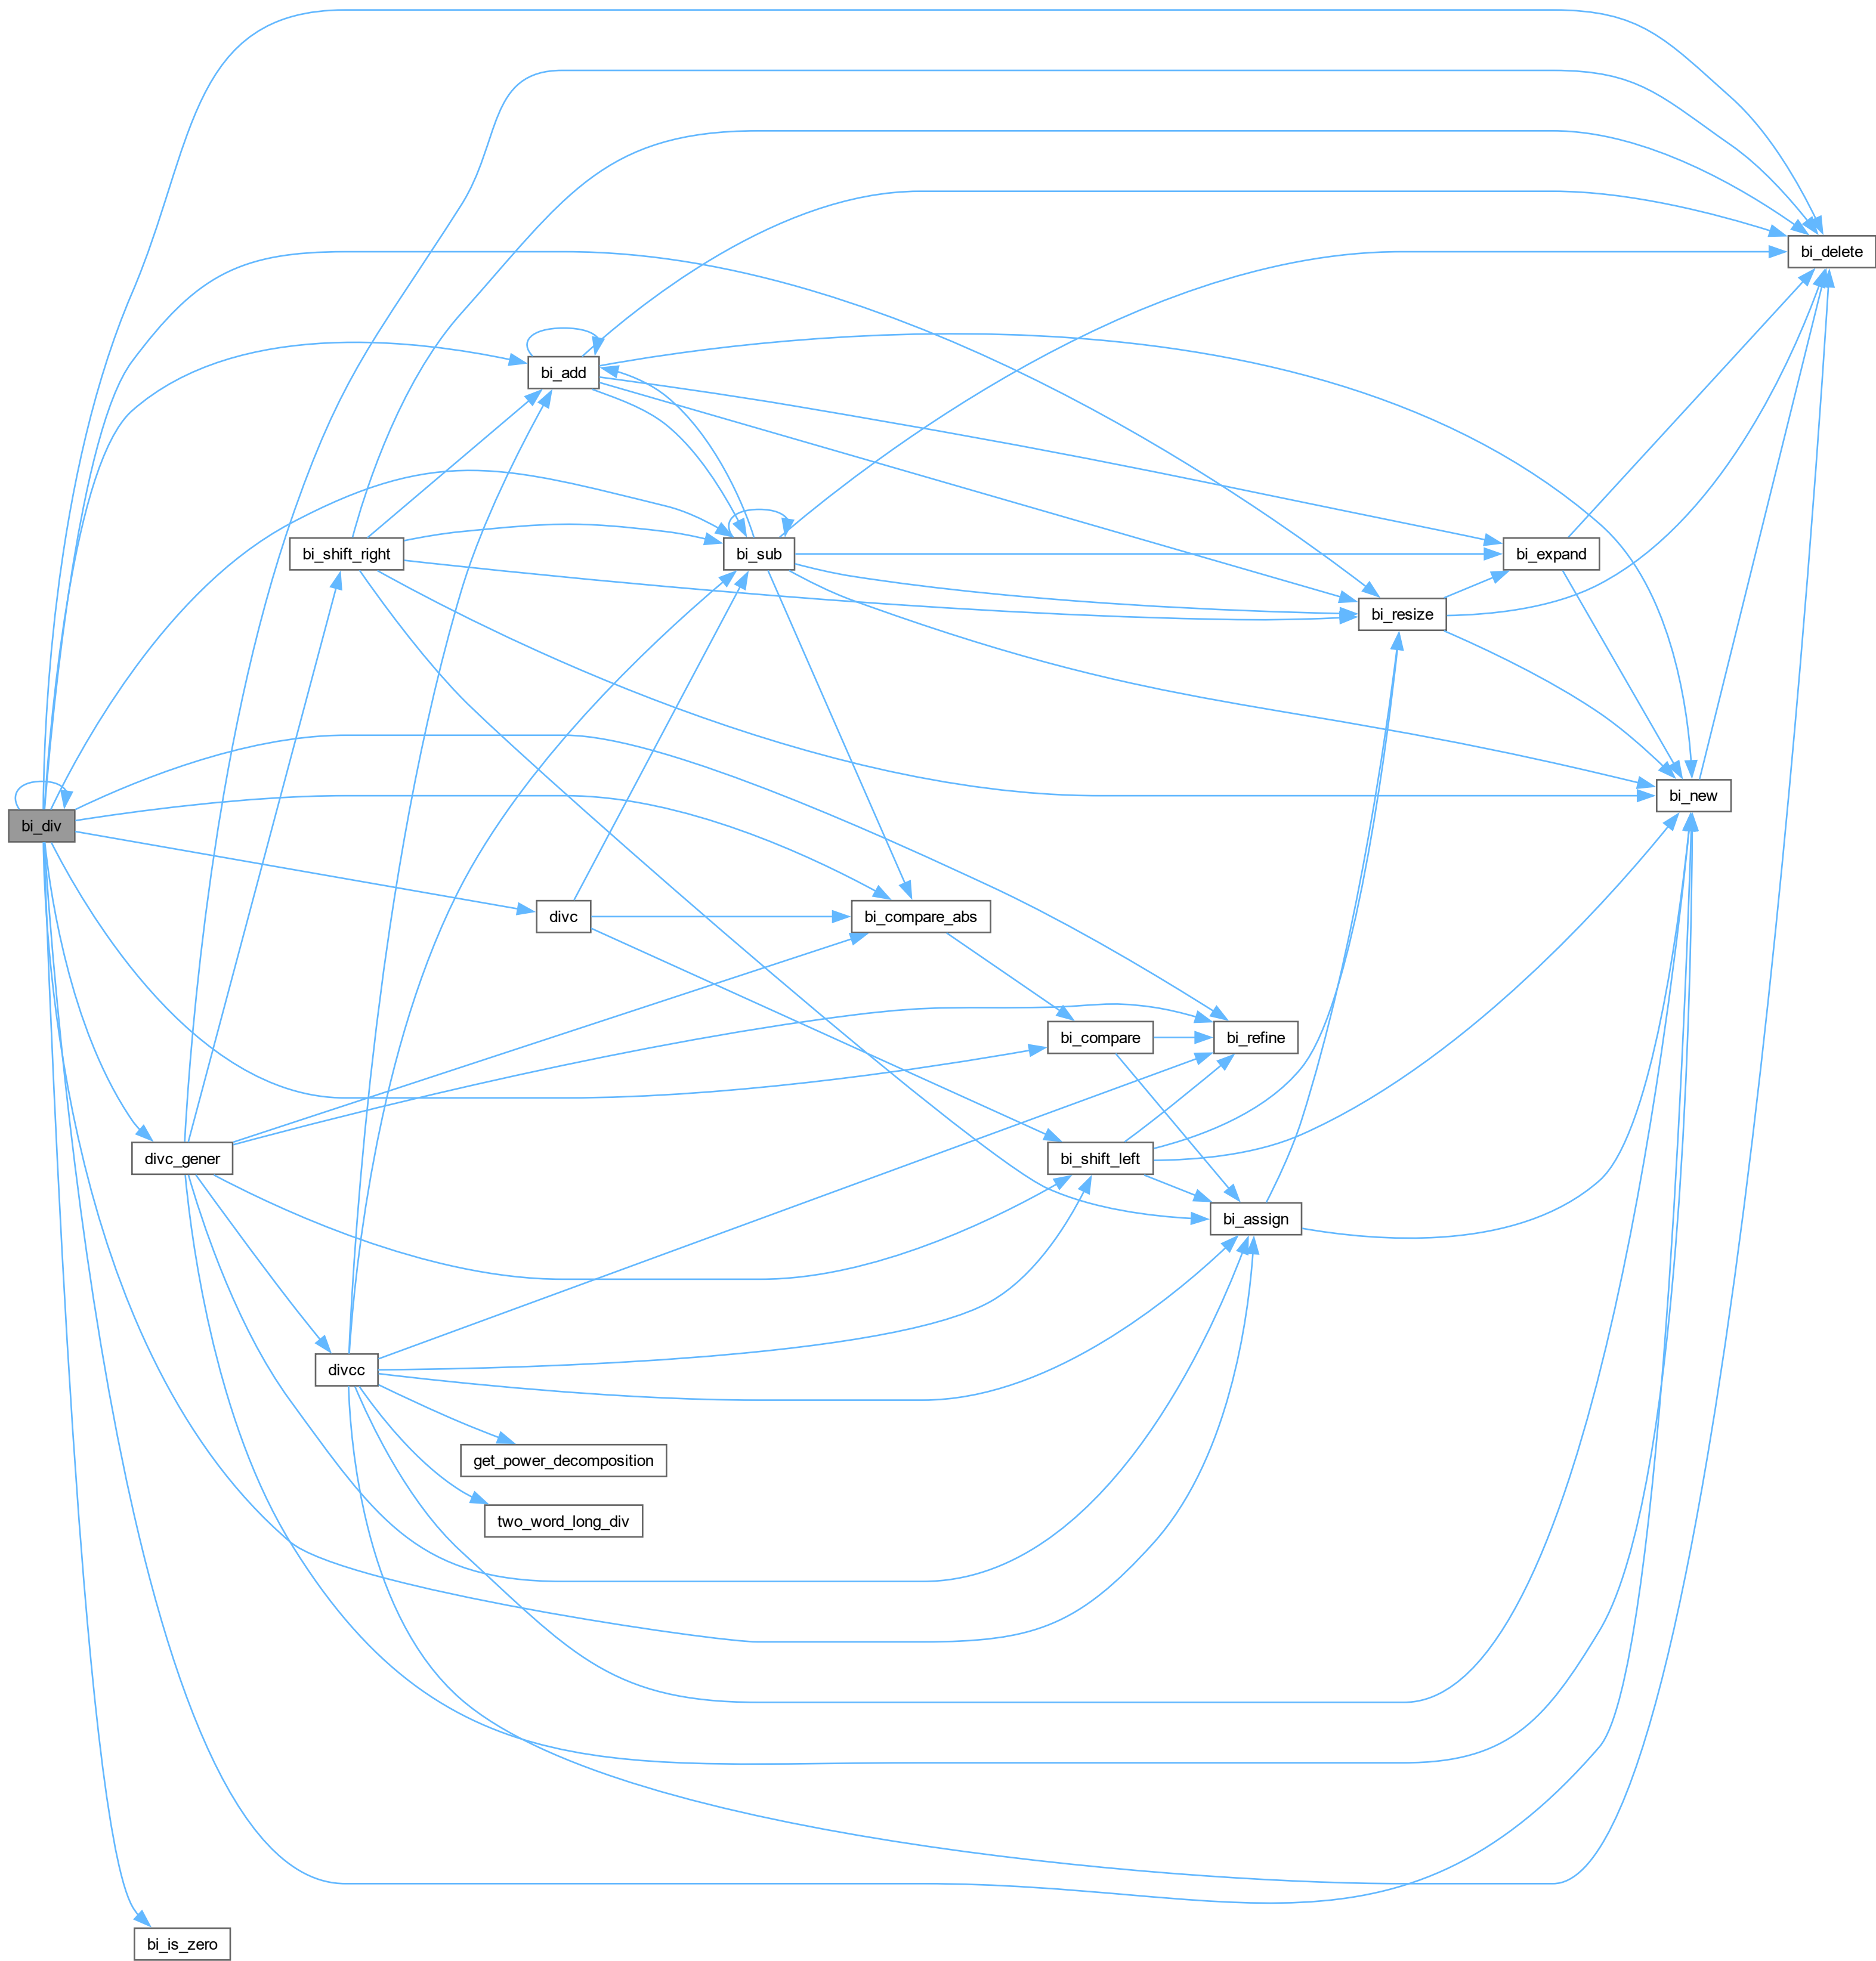 bi_delete
bi_add
bi_shift_right
bi_sub
bi_expand
bi_resize
bi_new
bi_div
divc
bi_compare_abs
bi_compare
bi_refine
divc_gener
bi_shift_left
bi_assign
divcc
get_power_decomposition
two_word_long_div
bi_is_zero